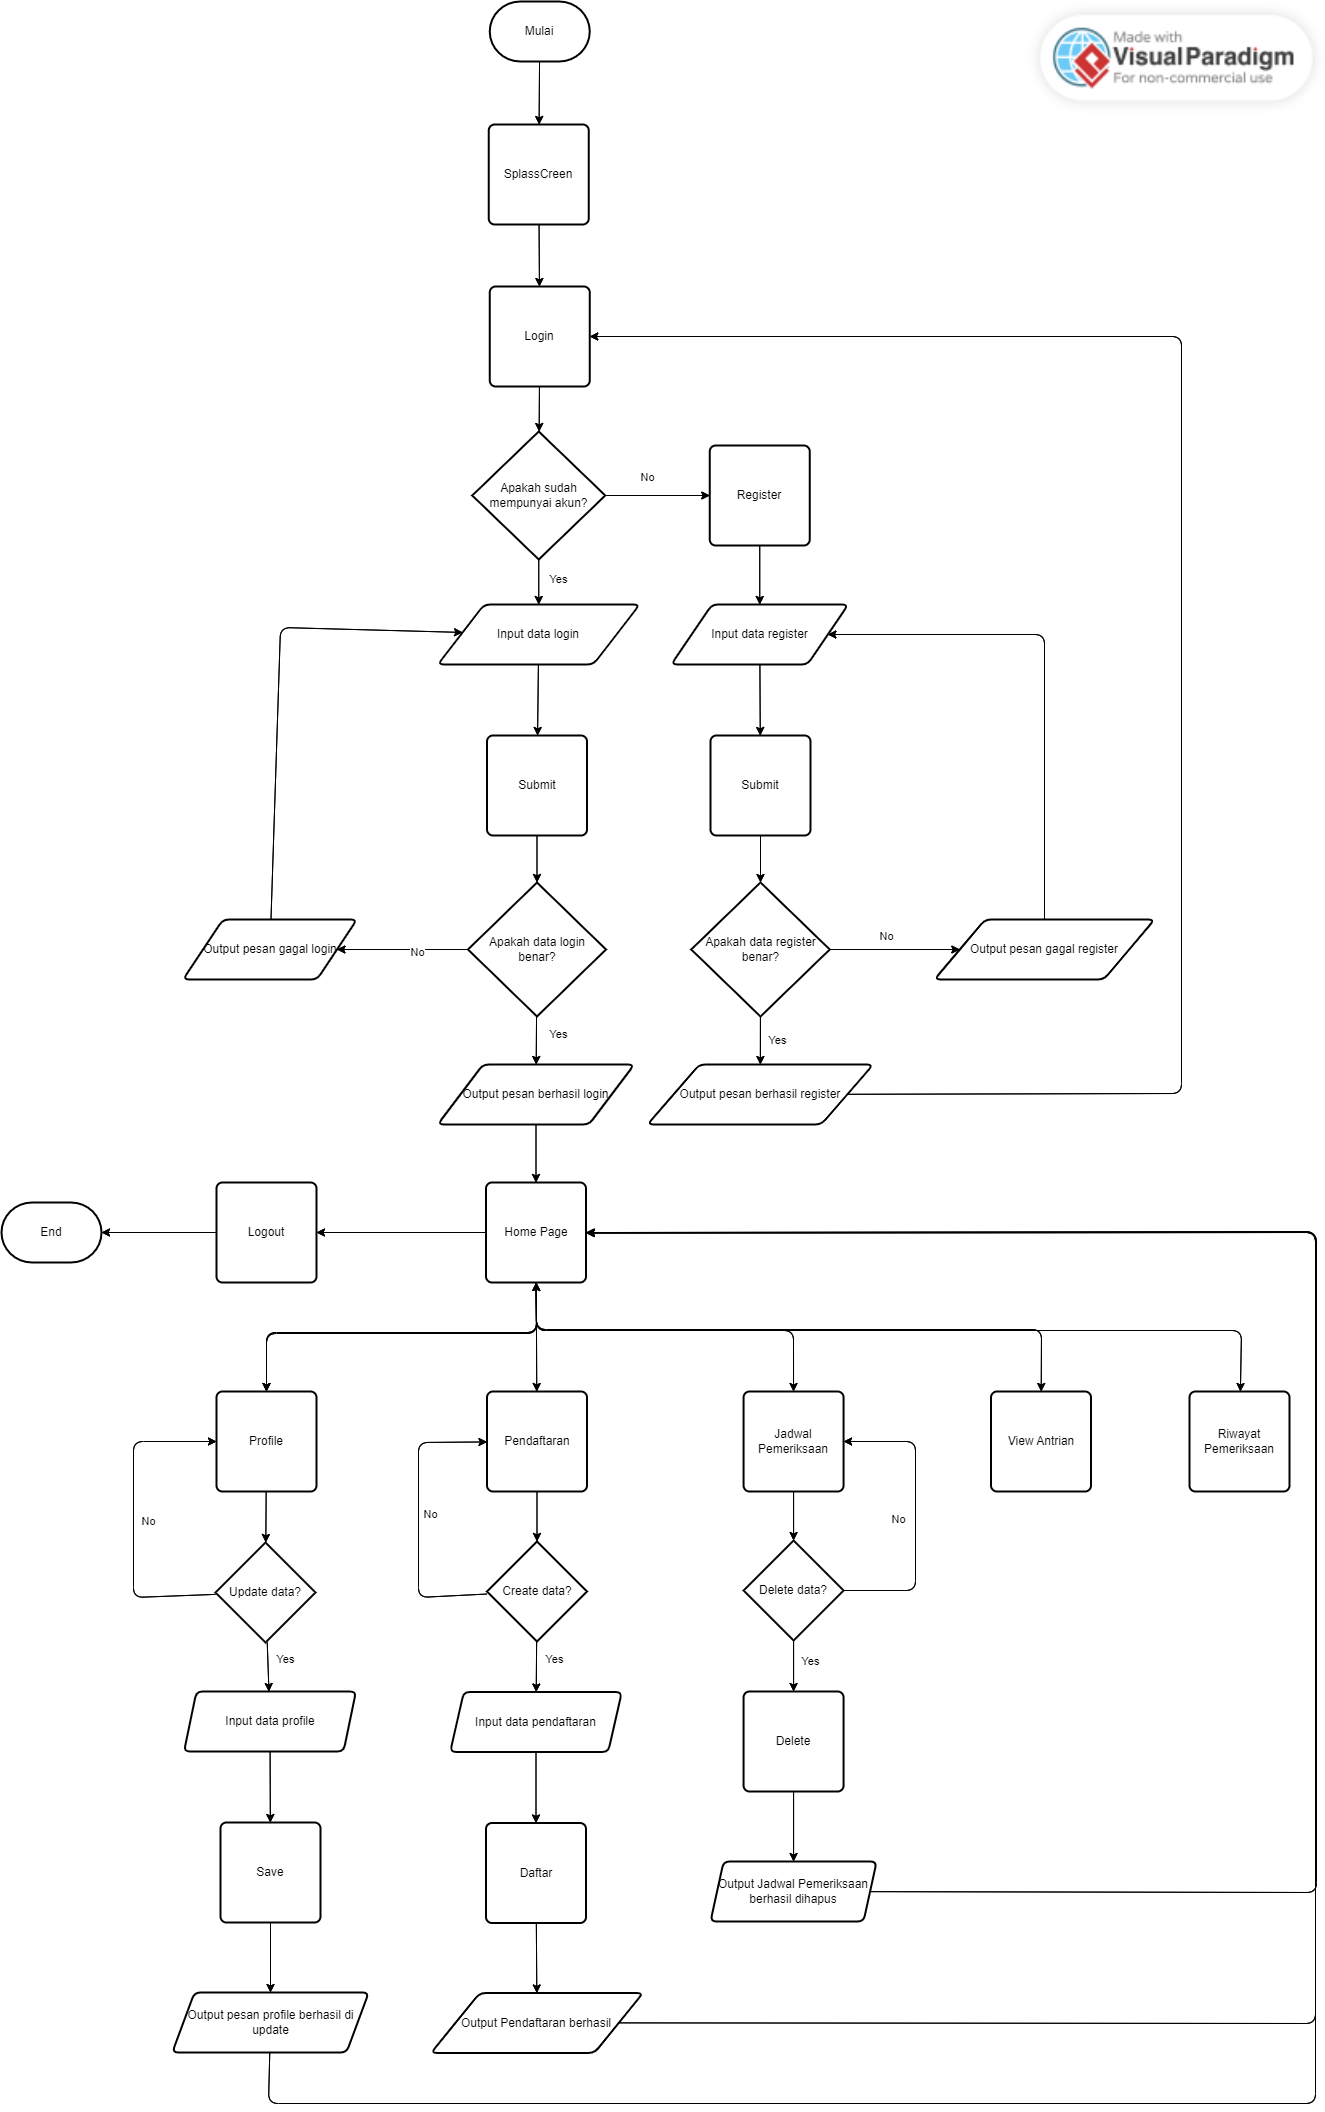 Mulai
Made with
Visual Paradigm
For non-commercial use
SplassCreen
Login
Apakah sudah
mempunyai akun?
No
Register
Yes
Input data login
Input data register
Submit
Submit
Output pesan gagal login
No
Apakah data login
benar?
Apakah data register
benar?
No
Output pesan gagal register
Yes
Yes
Output pesan berhasil login
Output pesan berhasil register
End
Logout
Home Page
Profile
Pendaftaran
Jadwal
Pemeriksaan
View Antrian
Riwayat
Pemeriksaan
No
No
No
Update data?
Create data?
Delete data?
Yes
Yes
Yes
Input data profile
Input data pendaftaran
Delete
Save
Daftar
Output Jadwal Pemeriksaan
berhasil dihapus
Output pesan profile berhasil di
update
Output Pendaftaran berhasil